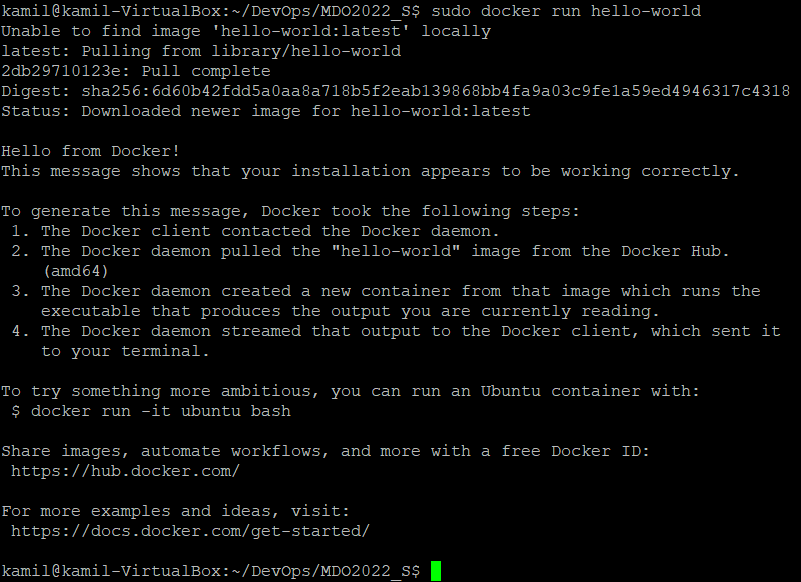 kamil@kamil-VirtualBox:~/DevOps/MDO2022_S$ sudo docker run hello-world
Unable to find image 'hello-world:latest' locally
latest: Pulling from library/hello-world
2db29710123e: Pull complete
Digest: sha256:6d60b42fdd5a0aa8a718b5f2eab139868bb4fa9a03c9fe1a59ed4946317c4318
Status: Downloaded newer image for hello-world:latest

Hello from Docker!
This message shows that your installation appears to be working correctly.

To generate this message, Docker took the following steps:
 1. The Docker client contacted the Docker daemon.
 2. The Docker daemon pulled the "hello-world" image from the Docker Hub.
    (amd64)
 3. The Docker daemon created a new container from that image which runs the
    executable that produces the output you are currently reading.
 4. The Docker daemon streamed that output to the Docker client, which sent it
    to your terminal.

To try something more ambitious, you can run an Ubuntu container with:
 $ docker run -it ubuntu bash

Share images, automate workflows, and more with a free Docker ID:
 https://hub.docker.com/

For more examples and ideas, visit:
 https://docs.docker.com/get-started/

kamil@kamil-VirtualBox:~/DevOps/MDO2022_S$